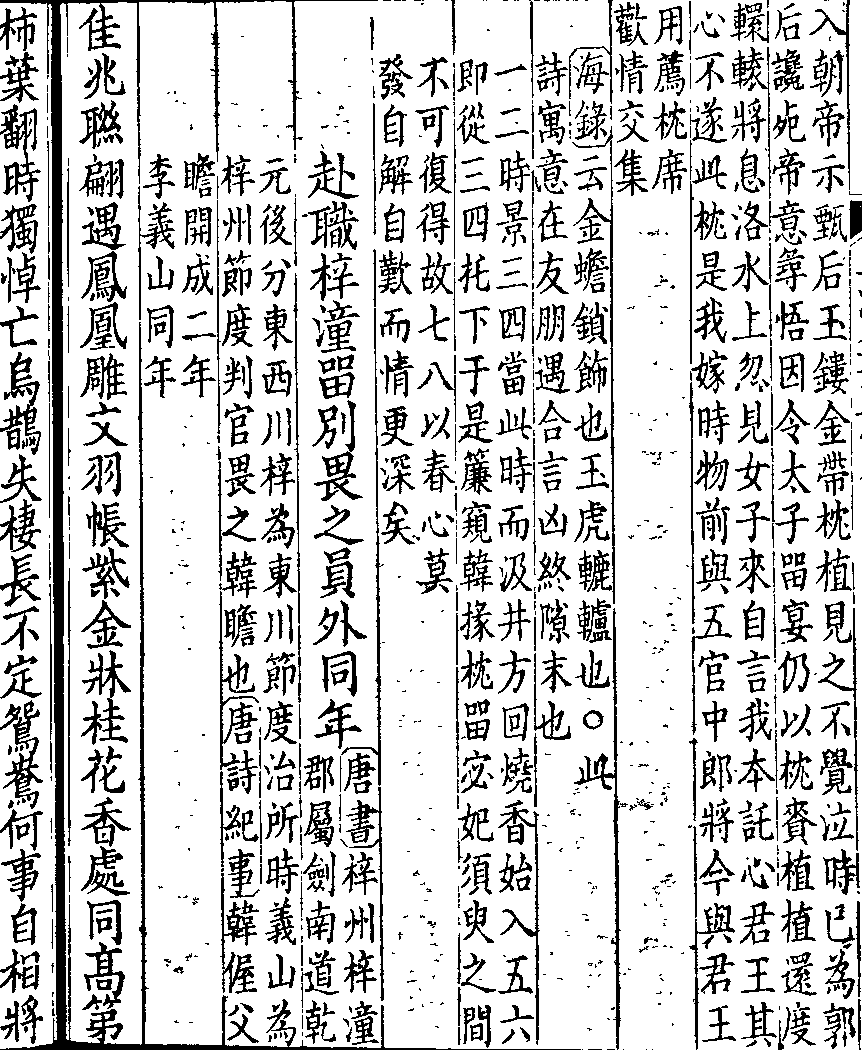 入朝帝示甄后玉鏤金帶枕植見之不覺泣時已為郭
后讒死帝意尋悟因令太子畱宴仍以枕賚植植還度
轘轅將息洛水上忽見女子來自言我本託心君王其
心不遂此枕是我嫁時物前與五官中郎將今與君王
用薦枕席
歡情交集
海錄云金蟾鎖飾也玉虎轆轤也○此
詩寓意在友朋遇合言凶終隙末也
一二時景三四當此時而汲井方回燒香始入五六
即從三四托下于是簾窺韓掾枕畱宓妃須臾之間
不可復得故七八以春心莫
發自解自歎而情更深矣
赴職梓潼畱別畏之員外同年
唐書梓州梓潼
郡屬劍南道乾
元後分東西川梓為東川節度治所時義山為
梓州節度判官畏之韓瞻也唐詩紀事韓偓父
瞻開成二年
李義山同年
佳兆聯翩遇鳳凰雕文羽帳紫金牀桂花香處同髙第
柿葉翻時獨悼亡烏鵲失棲長不定鴛鴦何事自相將